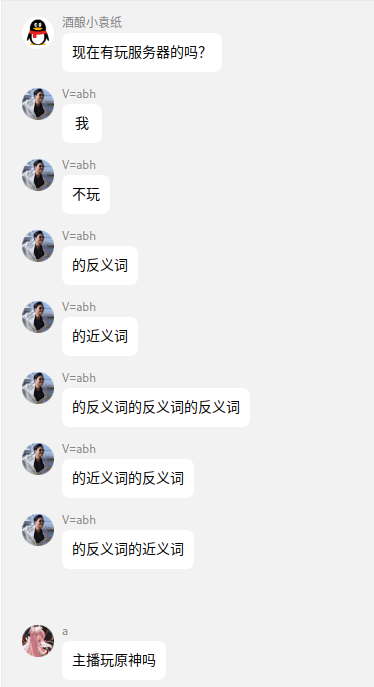 酒酿小袁纸
现在有玩服务器的吗？
V=abh
我
V=abh
不玩
V=abh
的反义词
V=abh
的近义词
V=abh
的反义词的反义词的反义词
V=abh
的近义词的反义词
V=abh
的反义词的近义词
a
主播玩原神吗